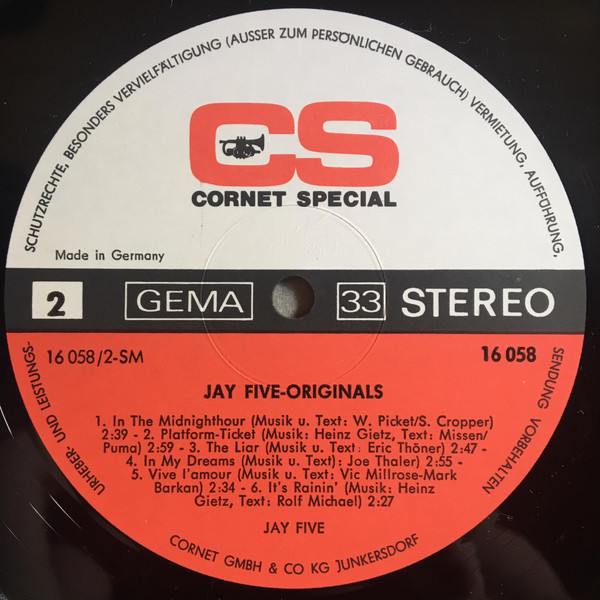 URHEBER- UND LEISTUNGS-
SCHUTZRECHTE, BESONDERS VERVIELFÄLTIGUNG (AUSSER ZUM PERSÖNLICHEN GEBRAUCH) VERMIETUNG, AUFFÜHRUNG,
SENDUNG VORBEHALTEN
CS
CORNET SPECIAL
Made in Germany
2 GEMA 33 STEREO
16 058/2-SM 16 058
JAY FIVE-ORIGINALS
1. In The Midnighthour (Musik u. Text: W. Picket/S. Cropper)
2:39 - 2. Platform-Ticket (Musik: Heinz Gietz, Text: Missen/
Puma) 2:59 - 3. The Liar (Musik u. Text: Eric Thöner) 2:47 -
4. In My Dreams (Musik u. Text): Joe Thaler) 2:55 -
5. Vive l'amour (Musik u. Text: Vic Millrose-Mark
Barkan) 2:34 - 6. It's Rainin' (Musik: Heinz
Gietz, Text: Rolf Michael) 2:27
JAY FIVE
CORNET GMBH & CO KG JUNKERSDORF